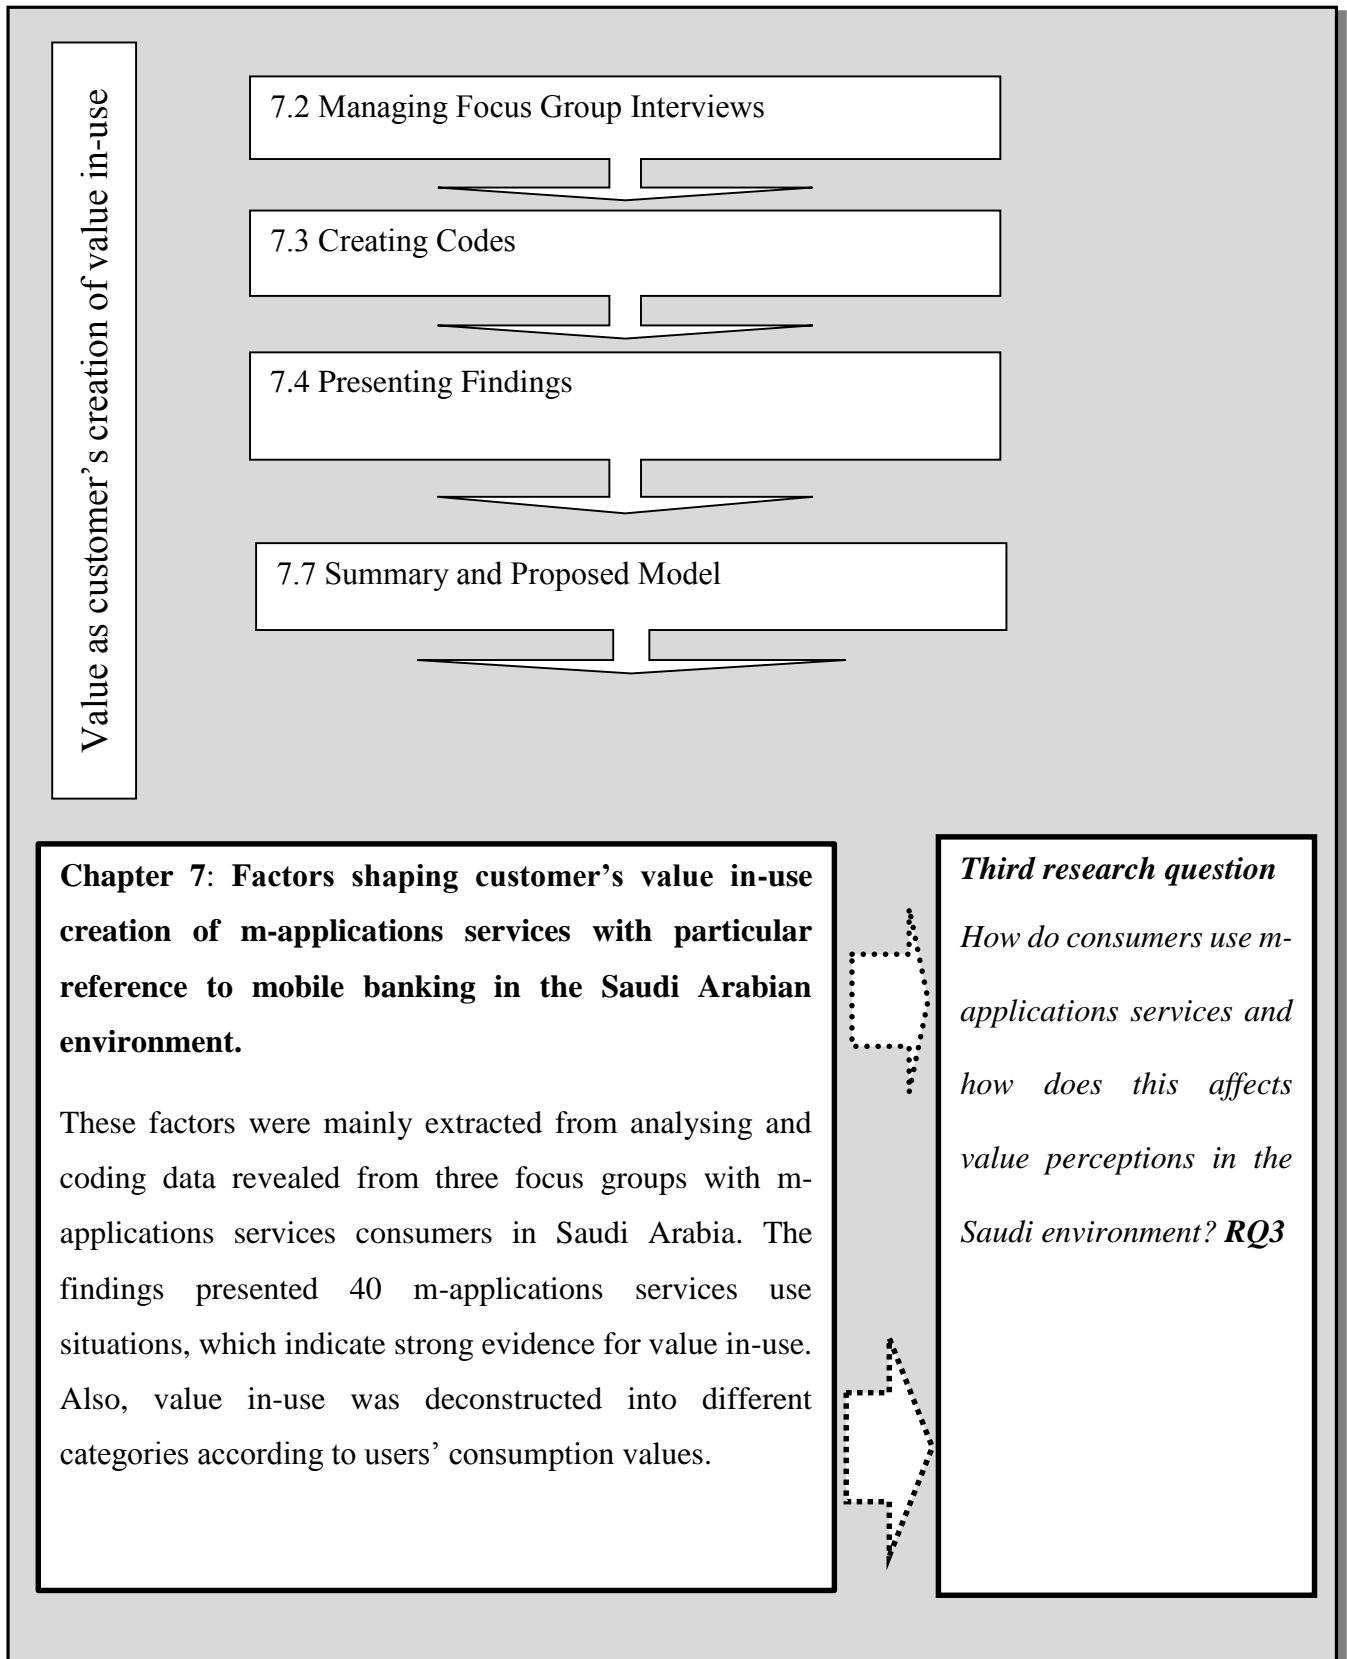 Value as customer’s creation of value in-use
7.2 Managing Focus Group Interviews
7.3 Creating Codes
7.4 Presenting Findings
7.7 Summary and Proposed Model
Chapter 7: Factors shaping customer’s value in-use
creation of m-applications services with particular
reference to mobile banking in the Saudi Arabian
environment.
These factors were mainly extracted from analysing and
coding data revealed from three focus groups with m-
applications services consumers in Saudi Arabia. The
findings presented 40 m-applications services use
situations, which indicate strong evidence for value in-use.
Also, value in-use was deconstructed into different
categories according to users’ consumption values.
Third research question
How do consumers use m-
applications services and
how does this affects
value perceptions in the
Saudi environment? RQ3